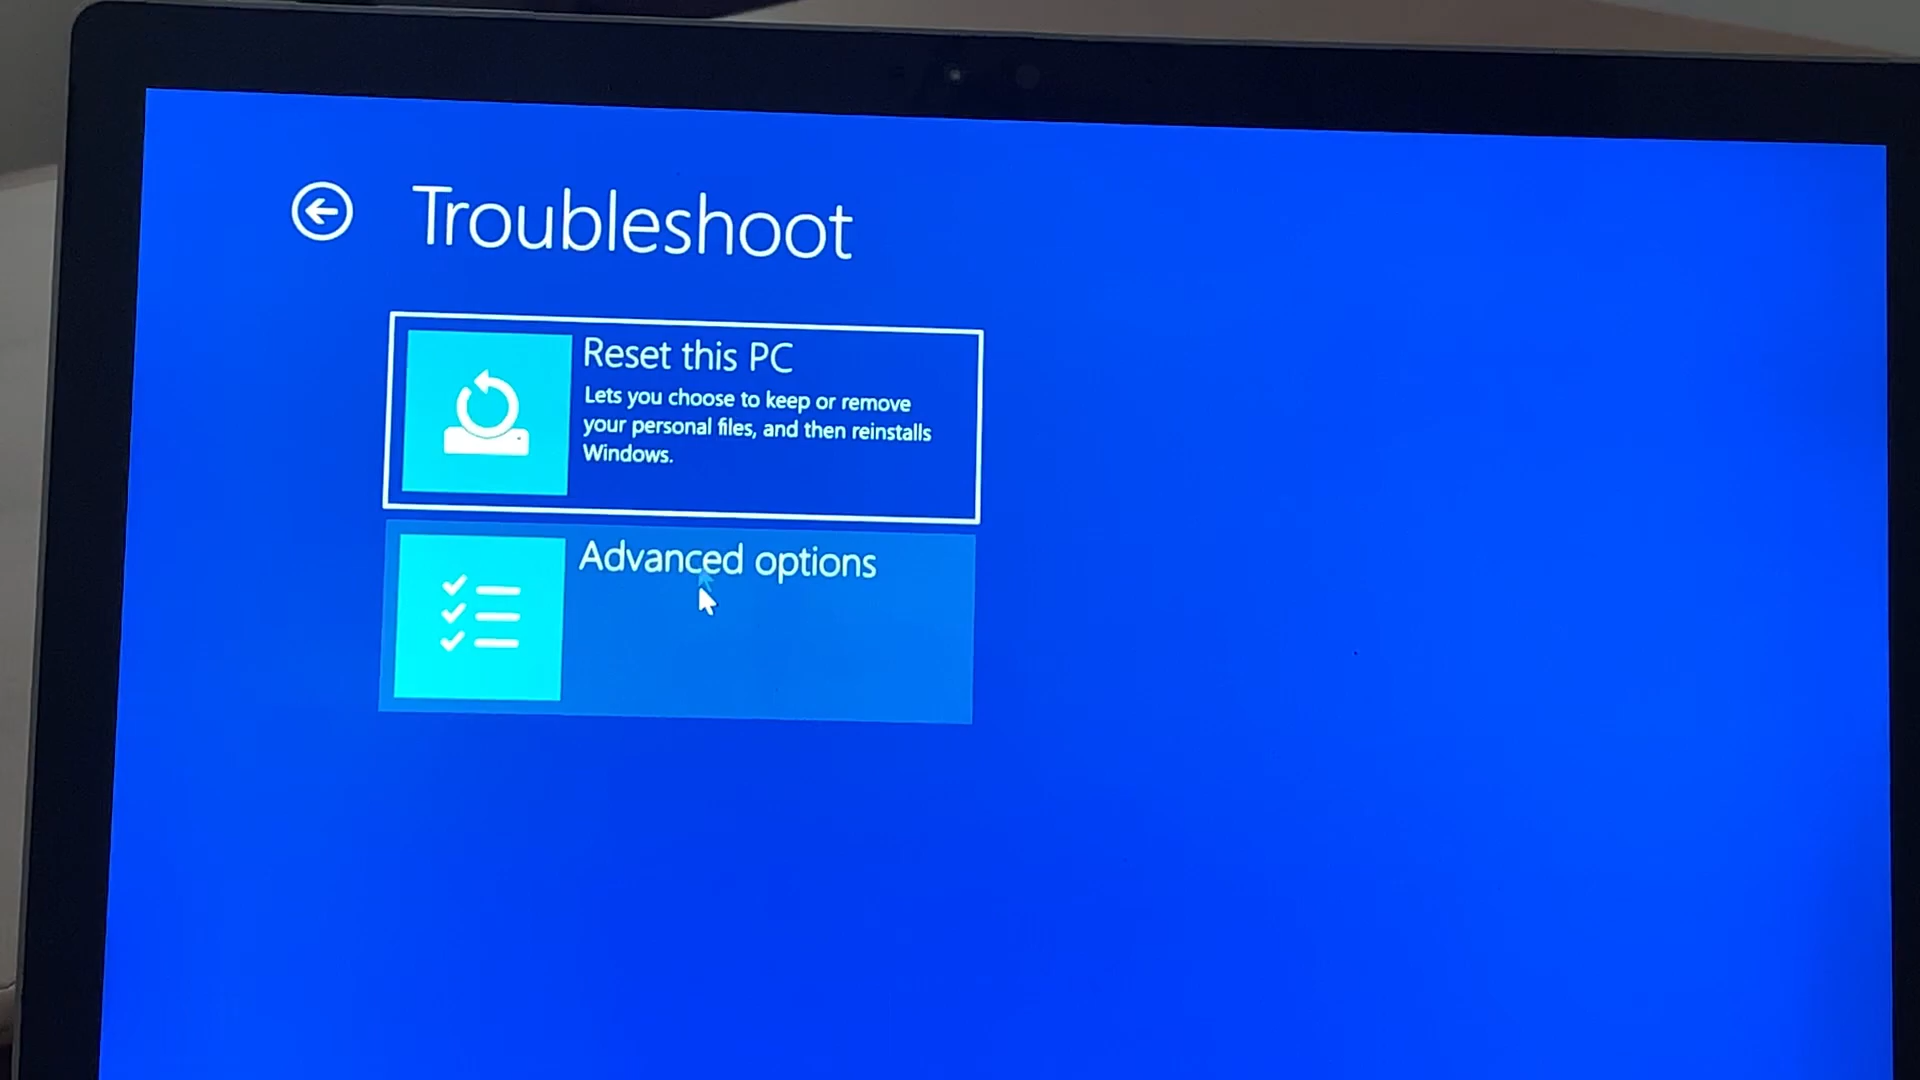 Troubleshoot
Reset this PC
Lets you choose to keep or remove
your personal files, and then reinstalls
Windows.
Advanced options